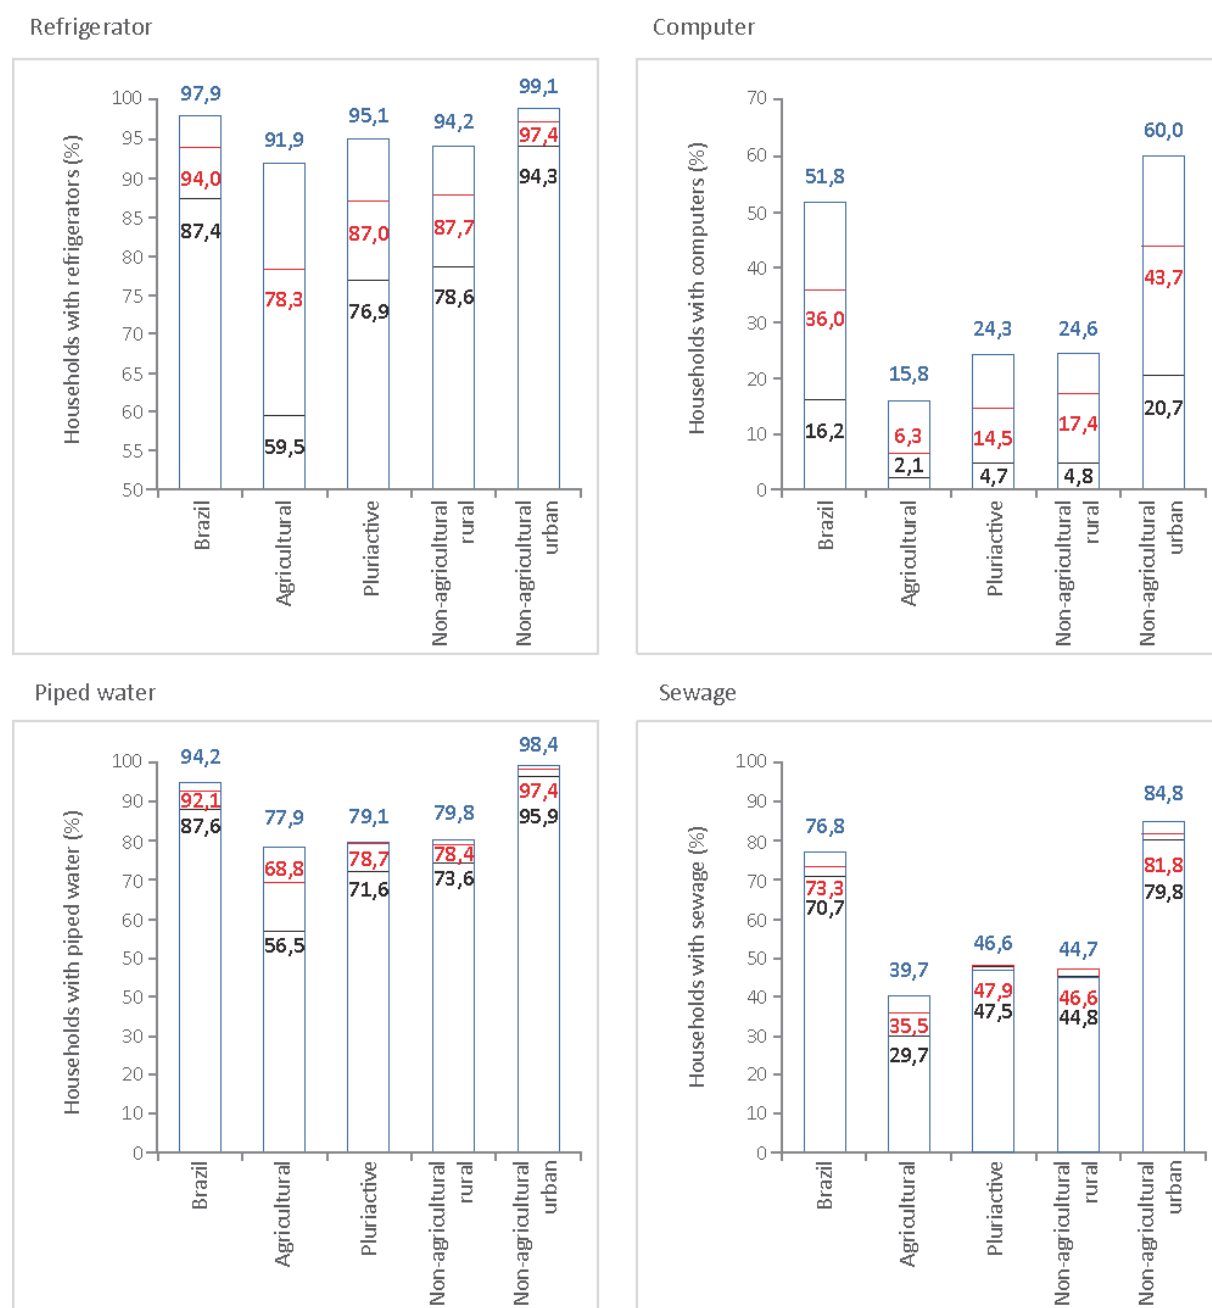 Refrigerator
Households with refrigerators (%)
100
95
90
85
80
75
70
65
60
55
50
97,9
94,0
87,4
91,9
78,3
59,5
95,1
87,0
76,9
94,2
87,7
78,6
99,1
97,4
94,3
Brazil
Agricultural
Pluriactive
Non-agricultural
rural
Non-agricultural
urban
Computer
Households with computers (%)
70
60
50
40
30
20
10
0
51,8
36,0
16,2
15,8
6,3
2,1
24,3
14,5
4,7
24,6
17,4
4,8
60,0
43,7
20,7
Brazil
Agricultural
Pluriactive
Non-agricultural
rural
Non-agricultural
urban
Piped water
Households with piped water (%)
100
90
80
70
60
50
50
30
20
10
0
94,2
92,1
87,6
77,9
68,8
56,5
79,1
78,7
71,6
79,8
78,4
73,6
98,4
97,4
95,9
Brazil
Agricultural
Pluriactive
Non-agricultural
rural
Non-agricultural
urban
Sewage
Households with sewage (%)
100
90
80
70
60
50
40
30
20
10
0
76,8
73,3
70,7
39,7
35,5
29,7
46,6
47,9
47,5
44,7
46,6
44,8
84,8
81,8
79,8
Brazil
Agricultural
Pluriactive
Non-agricultural
rural
Non-agricultural
urban